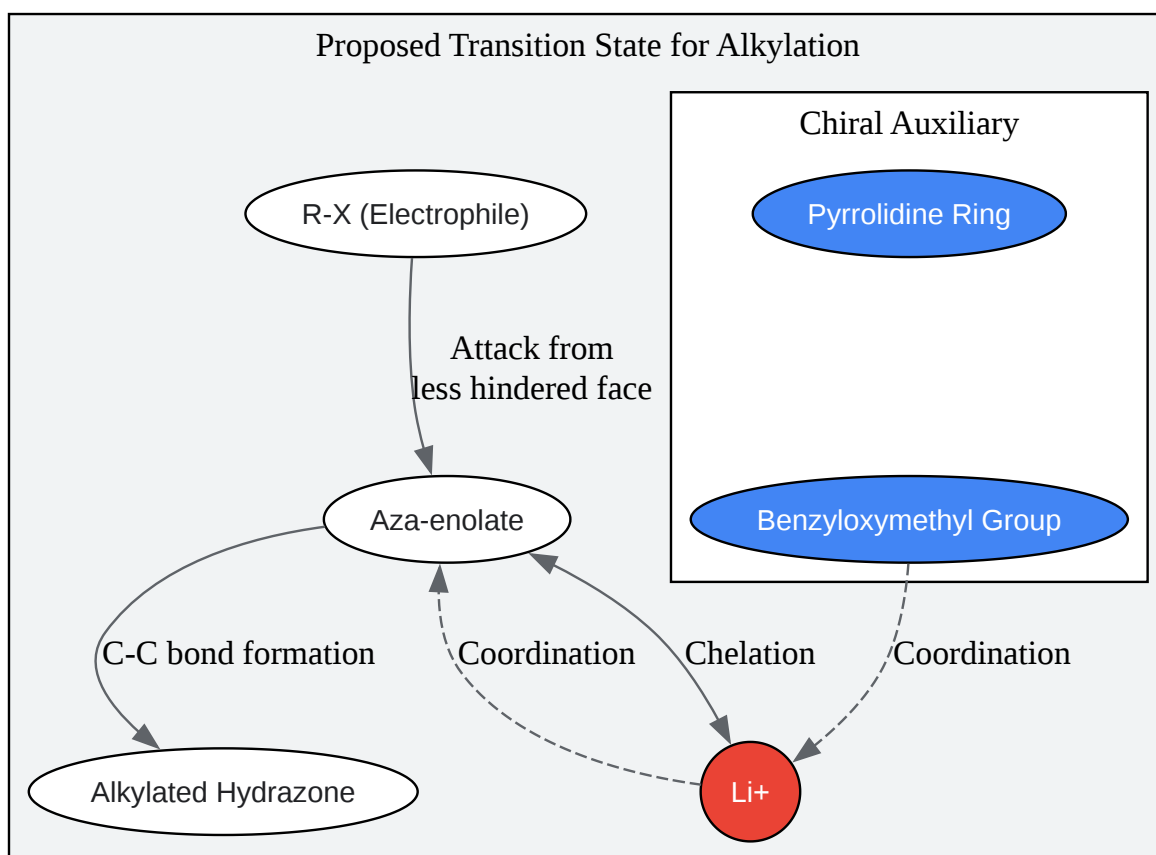 Proposed Transition State for Alkylation
Chiral Auxiliary
R-X (Electrophile)
Pyrrolidine Ring
Attack from
less hindered face
Aza-enolate
Benzyloxymethyl Group
C-C bond formation
Coordination
Chelation
Coordination
Alkylated Hydrazone
Li+